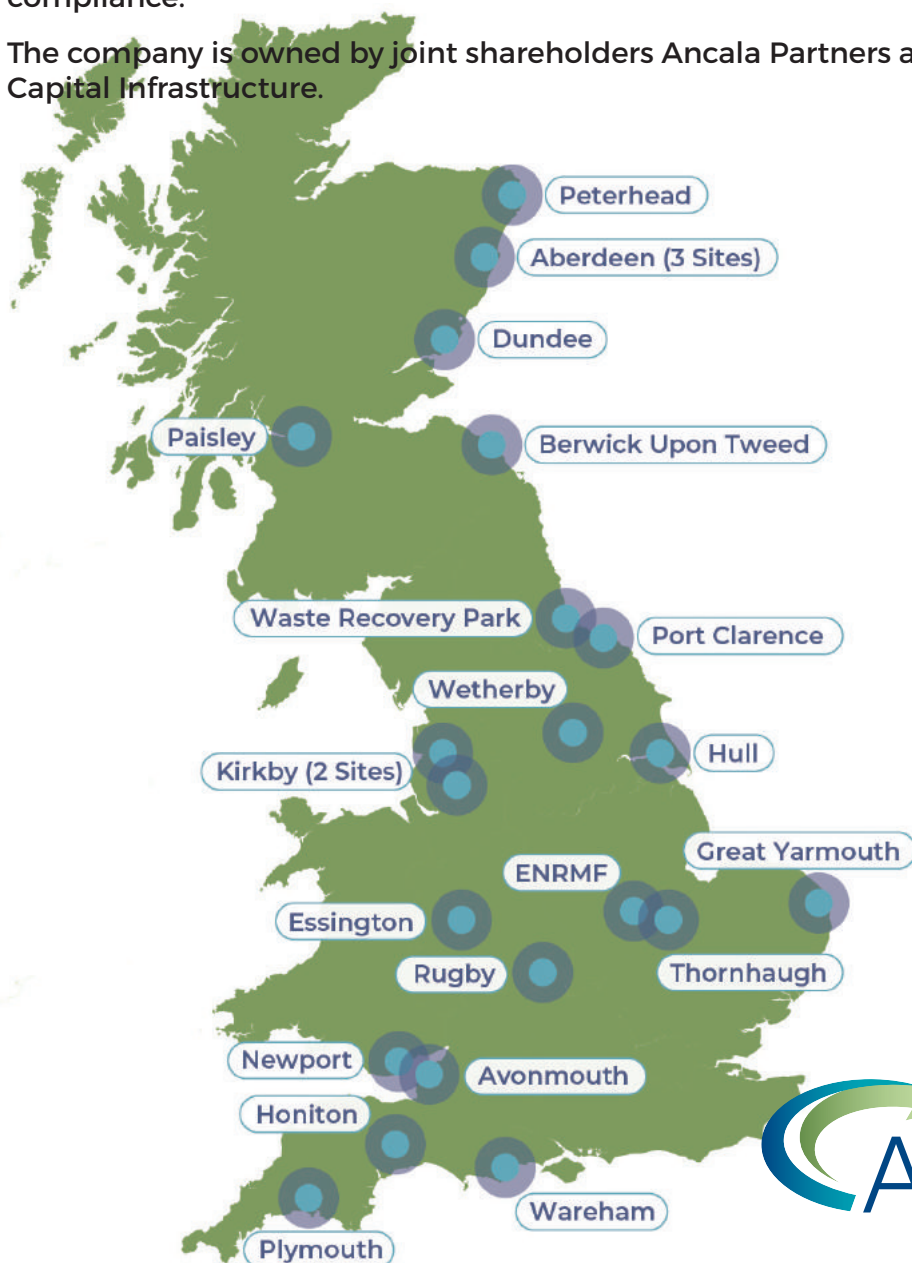 compliance.
The company is owned by joint shareholders Ancala Partners a
Capital Infrastructure.
Peterhead
Aberdeen (3 Sites)
Dundee
Paisley
Berwick Upon Tweed
Waste Recovery Park
Port Clarence
Wetherby
Hull
Kirkby (2 Sites)
Great Yarmouth
ENRMF
Essington
Rugby
Thornhaugh
Newport
Avonmouth
Honiton
Wareham
Plymouth
A